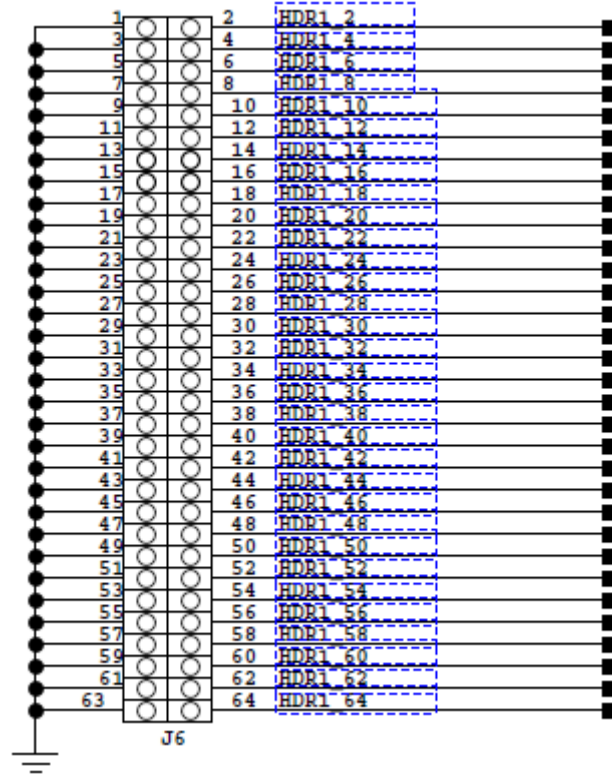 1 2 HDR1_2
3 4 HDR1_4
5 6 HDR1_6
7 8 HDR1_8
9 10 HDR1_10
11 12 HDR1_12
13 14 HDR1_14
15 16 HDR1_16
17 18 HDR1_18
19 20 HDR1_20
21 22 HDR1_22
23 24 HDR1_24
25 26 HDR1_26
27 28 HDR1_28
29 30 HDR1_30
31 32 HDR1_32
33 34 HDR1_34
35 36 HDR1_36
37 38 HDR1_38
39 40 HDR1_40
41 42 HDR1_42
43 44 HDR1_44
45 46 HDR1_46
47 48 HDR1_48
49 50 HDR1_50
51 52 HDR1_52
53 54 HDR1_54
55 56 HDR1_56
57 58 HDR1_58
59 60 HDR1_60
61 62 HDR1_62
63 64 HDR1_64
J6